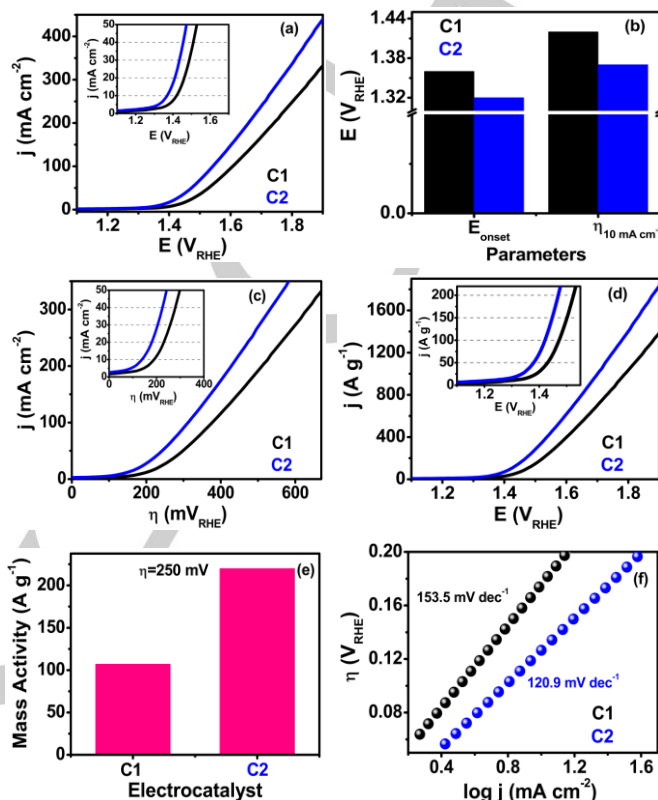 (a)
j (mA cm⁻²)
400
300
200
100
0
1.2 1.4 1.6 1.8
E (V_RHE)
C1
C2
j (mA cm⁻²)
50
40
30
20
10
0
1.2 1.4 1.6
E (V_RHE)
(b)
C1
C2
E (V_RHE)
1.44
1.38
1.32
0.0
E_onset
η_10 mA cm⁻²
Parameters
(c)
j (mA cm⁻²)
300
200
100
0
0 200 400 600
η (mV_RHE)
C1
C2
j (mA cm⁻²)
50
40
30
20
10
0
0 200 400
η (mV_RHE)
(d)
j (A g⁻¹)
1600
1200
800
400
0
1.2 1.4 1.6 1.8
E (V_RHE)
C1
C2
j (A g⁻¹)
200
150
100
50
0
1.2 1.4
E (V_RHE)
(e)
η=250 mV
Mass Activity (A g⁻¹)
200
150
100
50
0
C1 C2
Electrocatalyst
(f)
η (V_RHE)
0.20
0.16
0.12
0.08
153.5 mV dec⁻¹
120.9 mV dec⁻¹
C1
C2
0.4 0.8 1.2 1.6
log j (mA cm⁻²)